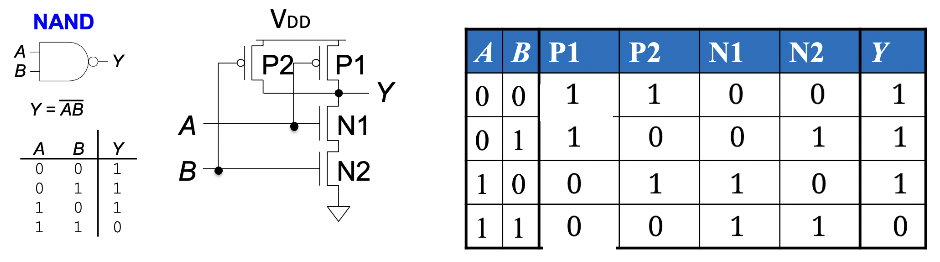 NAND
A
B
Y
Y = \overline{AB}
A B Y
0 0 1
0 1 1
1 0 1
1 1 0
VDD
P2 P1
Y
A N1
B N2
A B P1 P2 N1 N2 Y
0 0 1 1 0 0 1
0 1 1 0 0 1 1
1 0 0 1 1 0 1
1 1 0 0 1 1 0